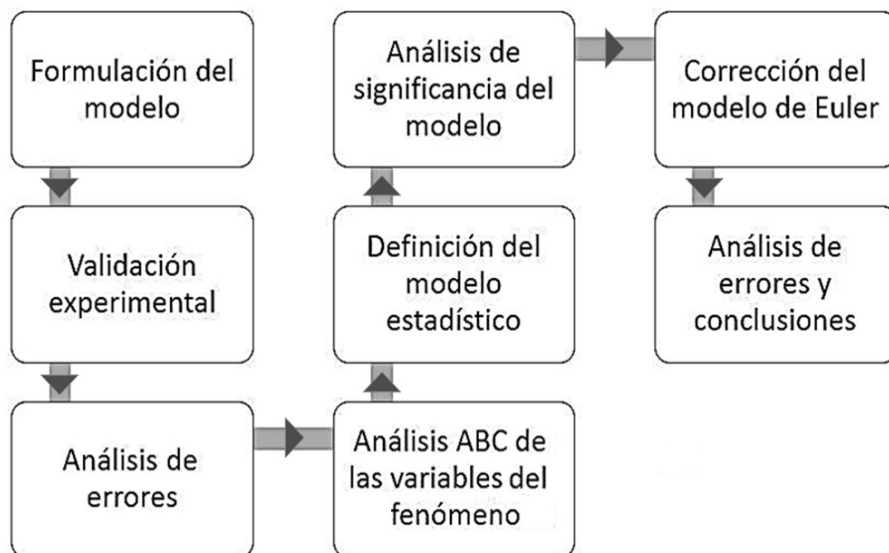 Formulación del
modelo
Validación
experimental
Análisis de
errores
Análisis ABC de
las variables del
fenómeno
Definición del
modelo
estadístico
Análisis de
significancia del
modelo
Corrección del
modelo de Euler
Análisis de
errores y
conclusiones